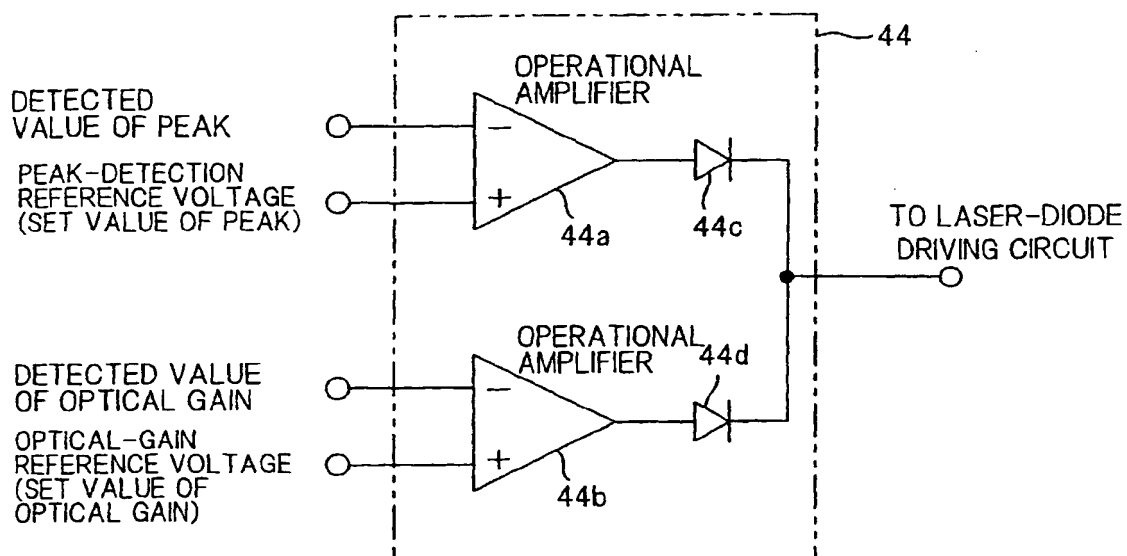 44
OPERATIONAL
AMPLIFIER
DETECTED
VALUE OF PEAK
−
PEAK-DETECTION
REFERENCE VOLTAGE
(SET VALUE OF PEAK)
+
44a
44c
TO LASER-DIODE
DRIVING CIRCUIT
OPERATIONAL
AMPLIFIER
44d
DETECTED VALUE
OF OPTICAL GAIN
−
OPTICAL-GAIN
REFERENCE VOLTAGE
(SET VALUE OF
OPTICAL GAIN)
+
44b